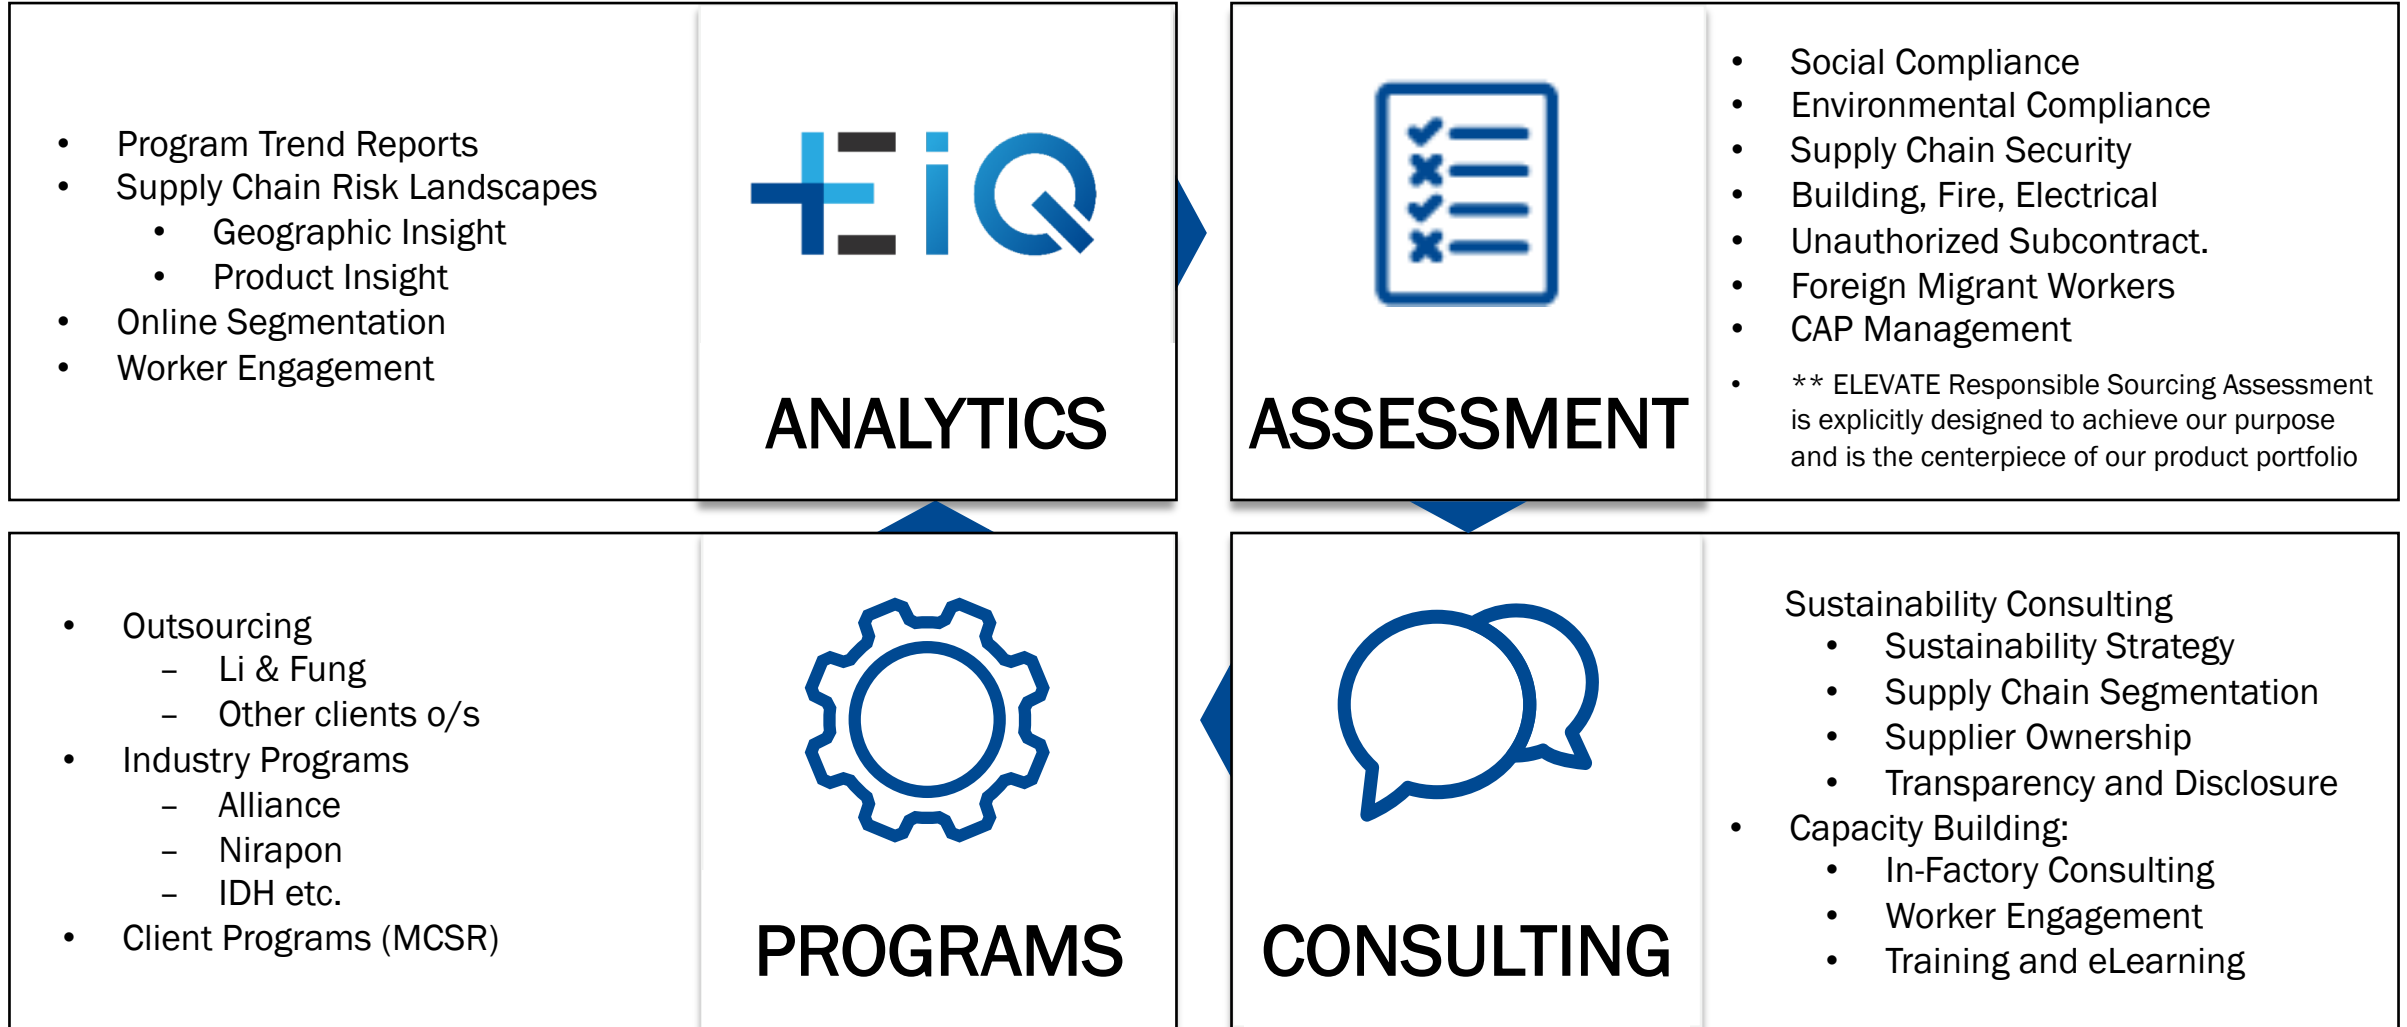 • Program Trend Reports
• Supply Chain Risk Landscapes
• Geographic Insight
• Product Insight
• Online Segmentation
• Worker Engagement
EiQ
ANALYTICS
ASSESSMENT
• Social Compliance
• Environmental Compliance
• Supply Chain Security
• Building, Fire, Electrical
• Unauthorized Subcontract.
• Foreign Migrant Workers
• CAP Management
• ** ELEVATE Responsible Sourcing Assessment
is explicitly designed to achieve our purpose
and is the centerpiece of our product portfolio
• Outsourcing
– Li & Fung
– Other clients o/s
• Industry Programs
– Alliance
– Nirapon
– IDH etc.
• Client Programs (MCSR)
PROGRAMS
CONSULTING
Sustainability Consulting
• Sustainability Strategy
• Supply Chain Segmentation
• Supplier Ownership
• Transparency and Disclosure
• Capacity Building:
• In-Factory Consulting
• Worker Engagement
• Training and eLearning